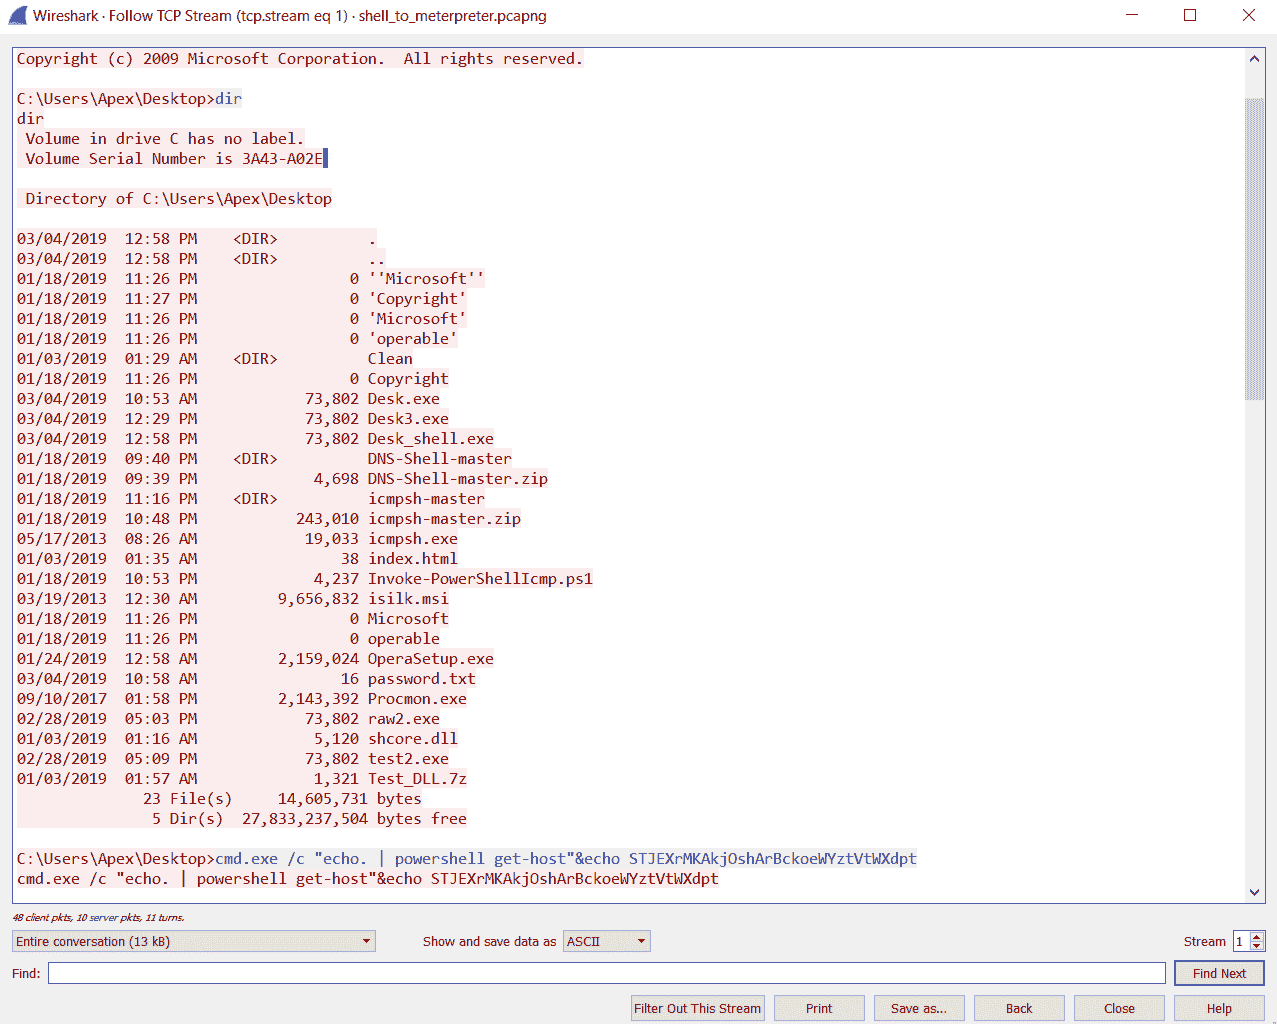 Wireshark · Follow TCP Stream (tcp.stream eq 1) · shell_to_meterpreter.pcapng
Copyright (c) 2009 Microsoft Corporation.  All rights reserved.
C:\Users\Apex\Desktop>dir
dir
 Volume in drive C has no label.
 Volume Serial Number is 3A43-A02E
 Directory of C:\Users\Apex\Desktop
03/04/2019  12:58 PM    <DIR>          .
03/04/2019  12:58 PM    <DIR>          ..
01/18/2019  11:26 PM                 0 ''Microsoft''
01/18/2019  11:27 PM                 0 'Copyright'
01/18/2019  11:26 PM                 0 'Microsoft'
01/18/2019  11:26 PM                 0 'operable'
01/03/2019  01:29 AM    <DIR>          Clean
01/18/2019  11:26 PM                 0 Copyright
03/04/2019  10:53 AM            73,802 Desk.exe
03/04/2019  12:29 PM            73,802 Desk3.exe
03/04/2019  12:58 PM            73,802 Desk_shell.exe
01/18/2019  09:40 PM    <DIR>          DNS-Shell-master
01/18/2019  09:39 PM             4,698 DNS-Shell-master.zip
01/18/2019  11:16 PM    <DIR>          icmpsh-master
01/18/2019  10:48 PM           243,010 icmpsh-master.zip
05/17/2013  08:26 AM            19,033 icmpsh.exe
01/03/2019  01:35 AM                38 index.html
01/18/2019  10:53 PM             4,237 Invoke-PowerShellIcmp.ps1
03/19/2013  12:30 AM         9,656,832 isilk.msi
01/18/2019  11:26 PM                 0 Microsoft
01/18/2019  11:26 PM                 0 operable
01/24/2019  12:58 AM         2,159,024 OperaSetup.exe
03/04/2019  10:58 AM                16 password.txt
09/10/2017  01:58 PM         2,143,392 Procmon.exe
02/28/2019  05:03 PM            73,802 raw2.exe
01/03/2019  01:16 AM             5,120 shcore.dll
02/28/2019  05:09 PM            73,802 test2.exe
01/03/2019  01:57 AM             1,321 Test_DLL.7z
              23 File(s)     14,605,731 bytes
               5 Dir(s)  27,833,237,504 bytes free
C:\Users\Apex\Desktop>cmd.exe /c "echo. | powershell get-host"&echo STJEXrMKAkjOshArBckoeWYztVtWXdpt
cmd.exe /c "echo. | powershell get-host"&echo STJEXrMKAkjOshArBckoeWYztVtWXdpt
48 client pkts, 10 server pkts, 11 turns.
Entire conversation (13 kB) Show and save data as ASCII Stream 1
Find: Find Next
Filter Out This Stream Print Save as... Back Close Help